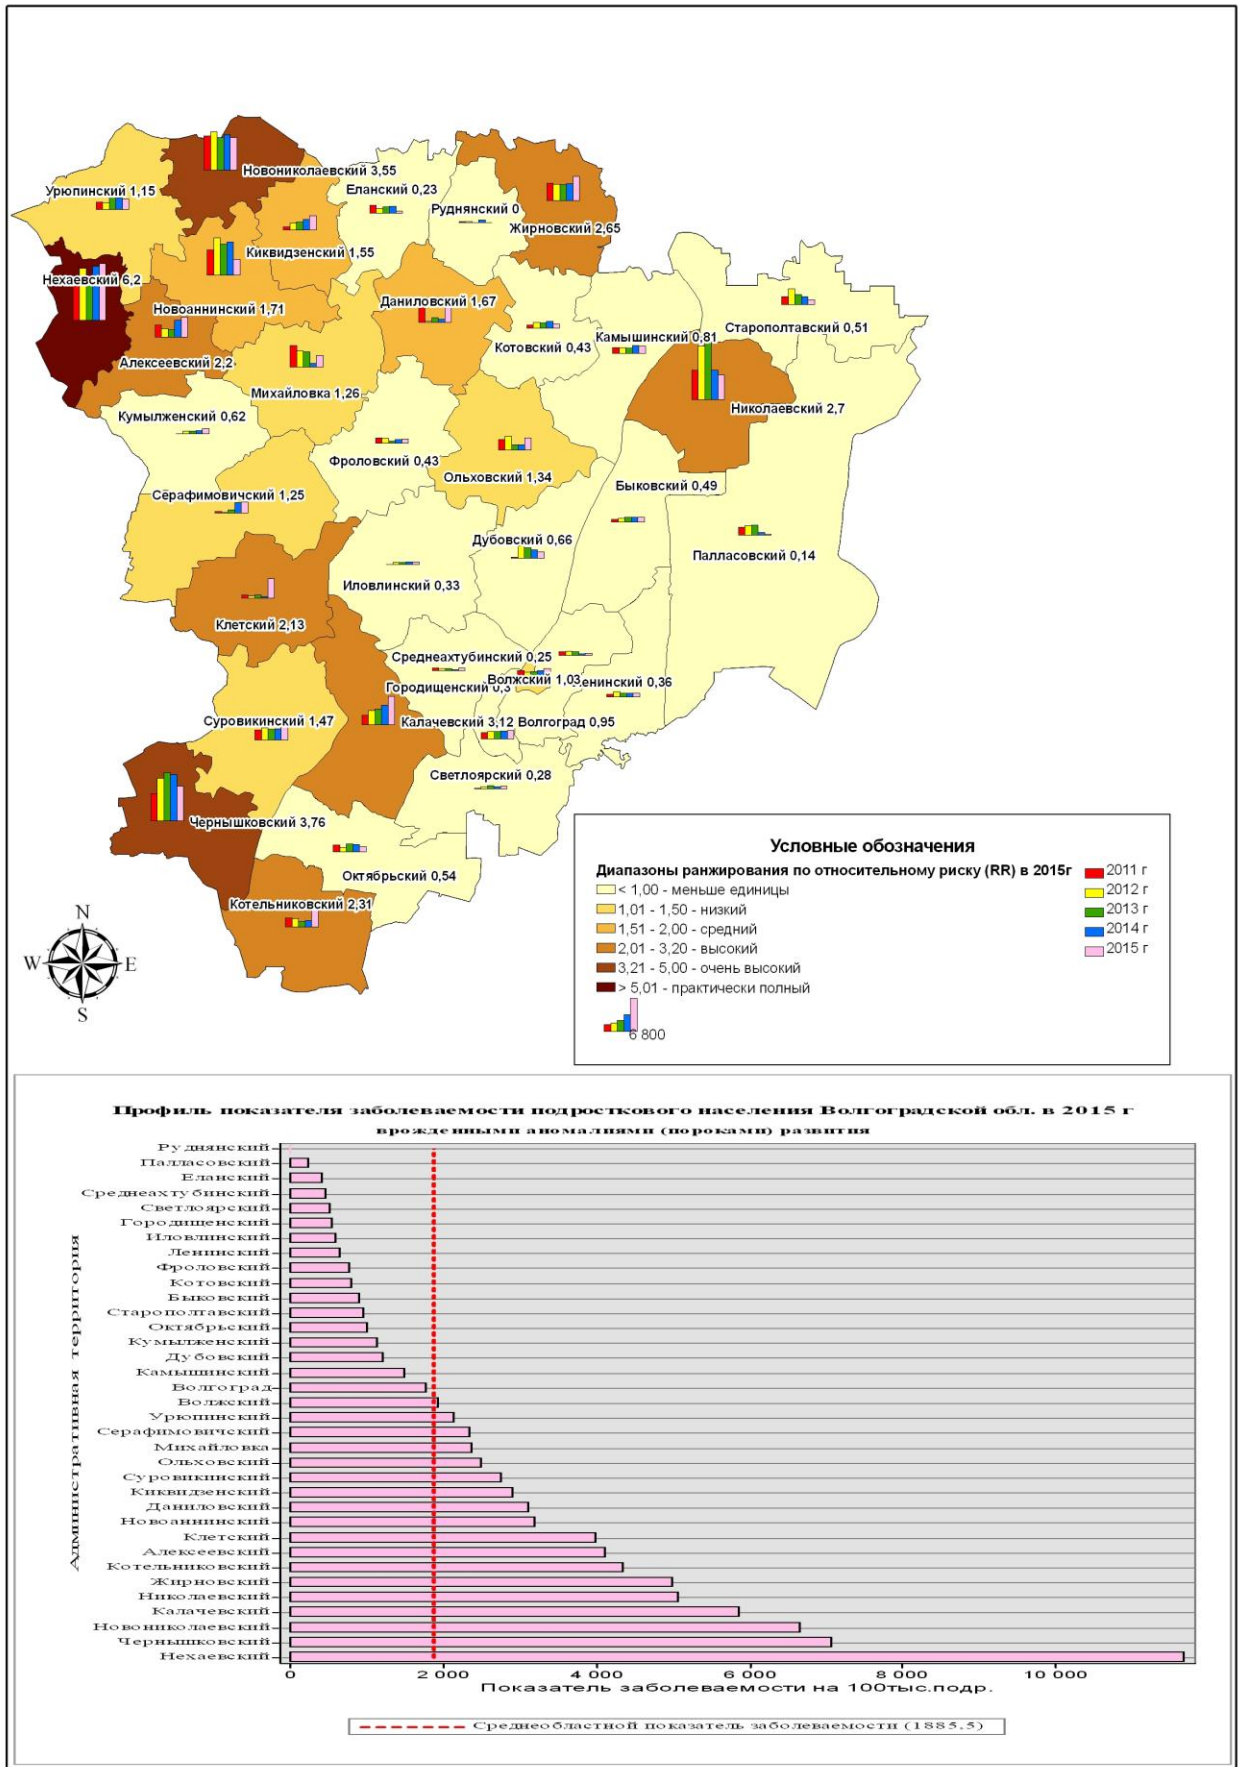 Новониколаевский 3,55
Урюпинский 1,15
Еланский 0,23
Руднянский 0
Жирновский 2,65
Киквидзенский 1,55
Нехаевский 6,2
Новоаннинский 1,71
Даниловский 1,67
Старополтавский 0,51
Камышинский 0,81
Котовский 0,43
Алексеевский 2,2
Михайловка 1,26
Николаевский 2,7
Кумылженский 0,62
Фроловский 0,43
Ольховский 1,34
Быковский 0,49
Серафимовичский 1,25
Дубовский 0,66
Палласовский 0,14
Иловлинский 0,33
Клетский 2,13
Среднеахтубинский 0,25
Волжский 1,03
енинский 0,36
Городищенский 0,3
Суровикинский 1,47
Калачевский 3,12
Волгоград 0,95
Светлоярский 0,28
Чернышковский 3,76
Октябрьский 0,54
Котельниковский 2,31
N
W
E
S
Условные обозначения
Диапазоны ранжирования по относительному риску (RR) в 2015г
< 1,00 - меньше единицы
1,01 - 1,50 - низкий
1,51 - 2,00 - средний
2,01 - 3,20 - высокий
3,21 - 5,00 - очень высокий
> 5,01 - практически полный
6 800
2011 г
2012 г
2013 г
2014 г
2015 г
Профиль показателя заболеваемости подросткового населения Волгоградской обл. в 2015 г
врожденными аномалиями (пороками) развития
Административная территория
Руднянский
Палласовский
Еланский
Среднеахтубинский
Светлоярский
Городищенский
Иловлинский
Ленинский
Фроловский
Котовский
Быковский
Старополтавский
Октябрьский
Кумылженский
Дубовский
Камышинский
Волгоград
Волжский
Урюпинский
Серафимовичский
Михайловка
Ольховский
Суровикинский
Киквидзенский
Даниловский
Новоаннинский
Клетский
Алексеевский
Котельниковский
Жирновский
Николаевский
Калачевский
Новониколаевский
Чернышковский
Нехаевский
0 2 000 4 000 6 000 8 000 10 000
Показатель заболеваемости на 100тыс.подр.
Среднеобластной показатель заболеваемости (1885.5)